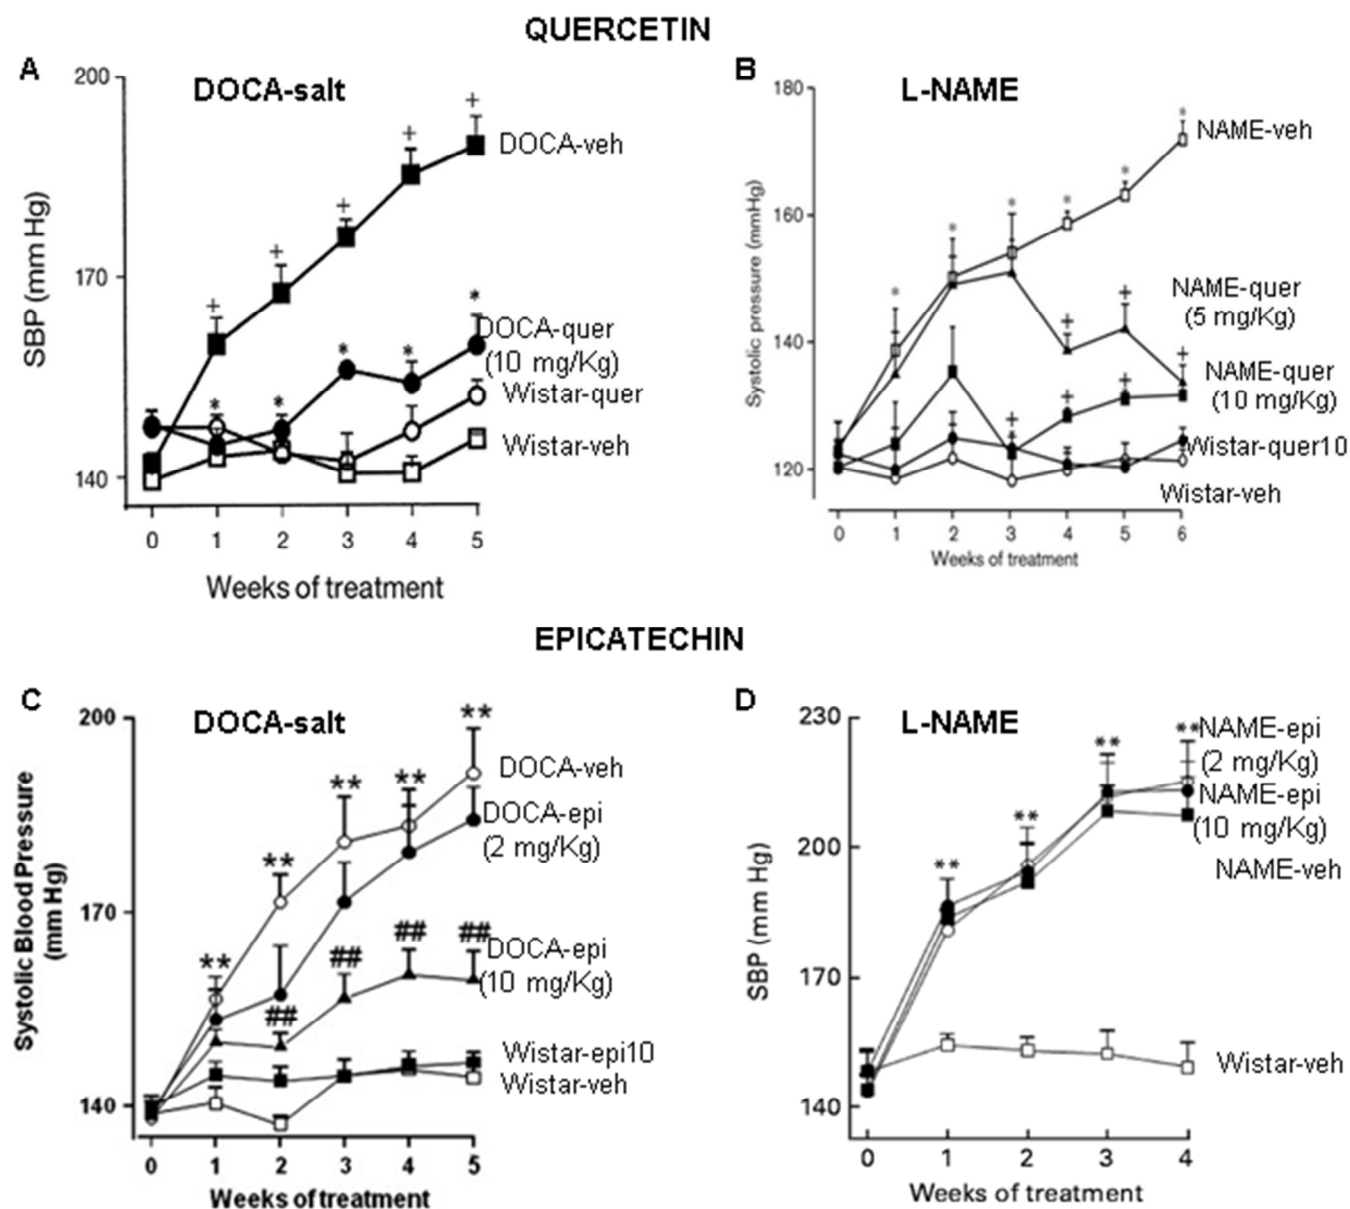 QUERCETIN
A
DOCA-salt
200
170
140
SBP (mm Hg)
+
+
+
+
+
*
*
*
*
*
DOCA-veh
DOCA-quer
(10 mg/Kg)
Wistar-quer
Wistar-veh
0 1 2 3 4 5
Weeks of treatment
B
L-NAME
180
160
140
120
Systolic pressure (mmHg)
*
*
*
*
*
*
+
+
+
+
+
+
+
NAME-veh
NAME-quer
(5 mg/Kg)
NAME-quer
(10 mg/Kg)
Wistar-quer10
Wistar-veh
0 1 2 3 4 5 6
Weeks of treatment
EPICATECHIN
C
DOCA-salt
200
170
140
Systolic Blood Pressure
(mm Hg)
**
**
**
**
**
##
##
##
##
DOCA-veh
DOCA-epi
(2 mg/Kg)
DOCA-epi
(10 mg/Kg)
Wistar-epi10
Wistar-veh
0 1 2 3 4 5
Weeks of treatment
D
L-NAME
230
200
170
140
SBP (mm Hg)
**
**
**
**
NAME-epi
(2 mg/Kg)
NAME-epi
(10 mg/Kg)
NAME-veh
Wistar-veh
0 1 2 3 4
Weeks of treatment